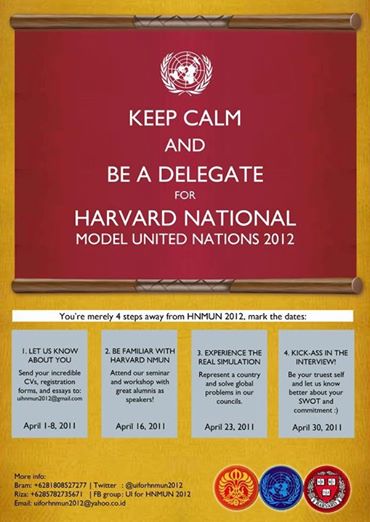 KEEP CALM
AND
BE A DELEGATE
FOR
HARVARD NATIONAL
MODEL UNITED NATIONS 2012
You're merely 4 steps away from HNMUN 2012, mark the dates:
1. LET US KNOW
ABOUT YOU
Send your incredible
CVs, registration
forms, and essays to:
uihnmun2012@gmail.com
April 1-8, 2011
2. BE FAMILIAR WITH
HARVARD NMUN
Attend our seminar
and workshop with
great alumnis as
speakers!
April 16, 2011
3. EXPERIENCE THE
REAL SIMULATION
Represent a country
and solve global
problems in our
councils.
April 23, 2011
4. KICK-ASS IN THE
INTERVIEW!
Be your truest self
and let us know
better about your
SWOT and
commitment :)
April 30, 2011
More info:
Bram: +6281808527277 | Twitter : @uiforhnmun2012
Riza: +6285782735671 | FB group: UI for HNMUN 2012
Email: uiforhnmun2012@yahoo.co.id